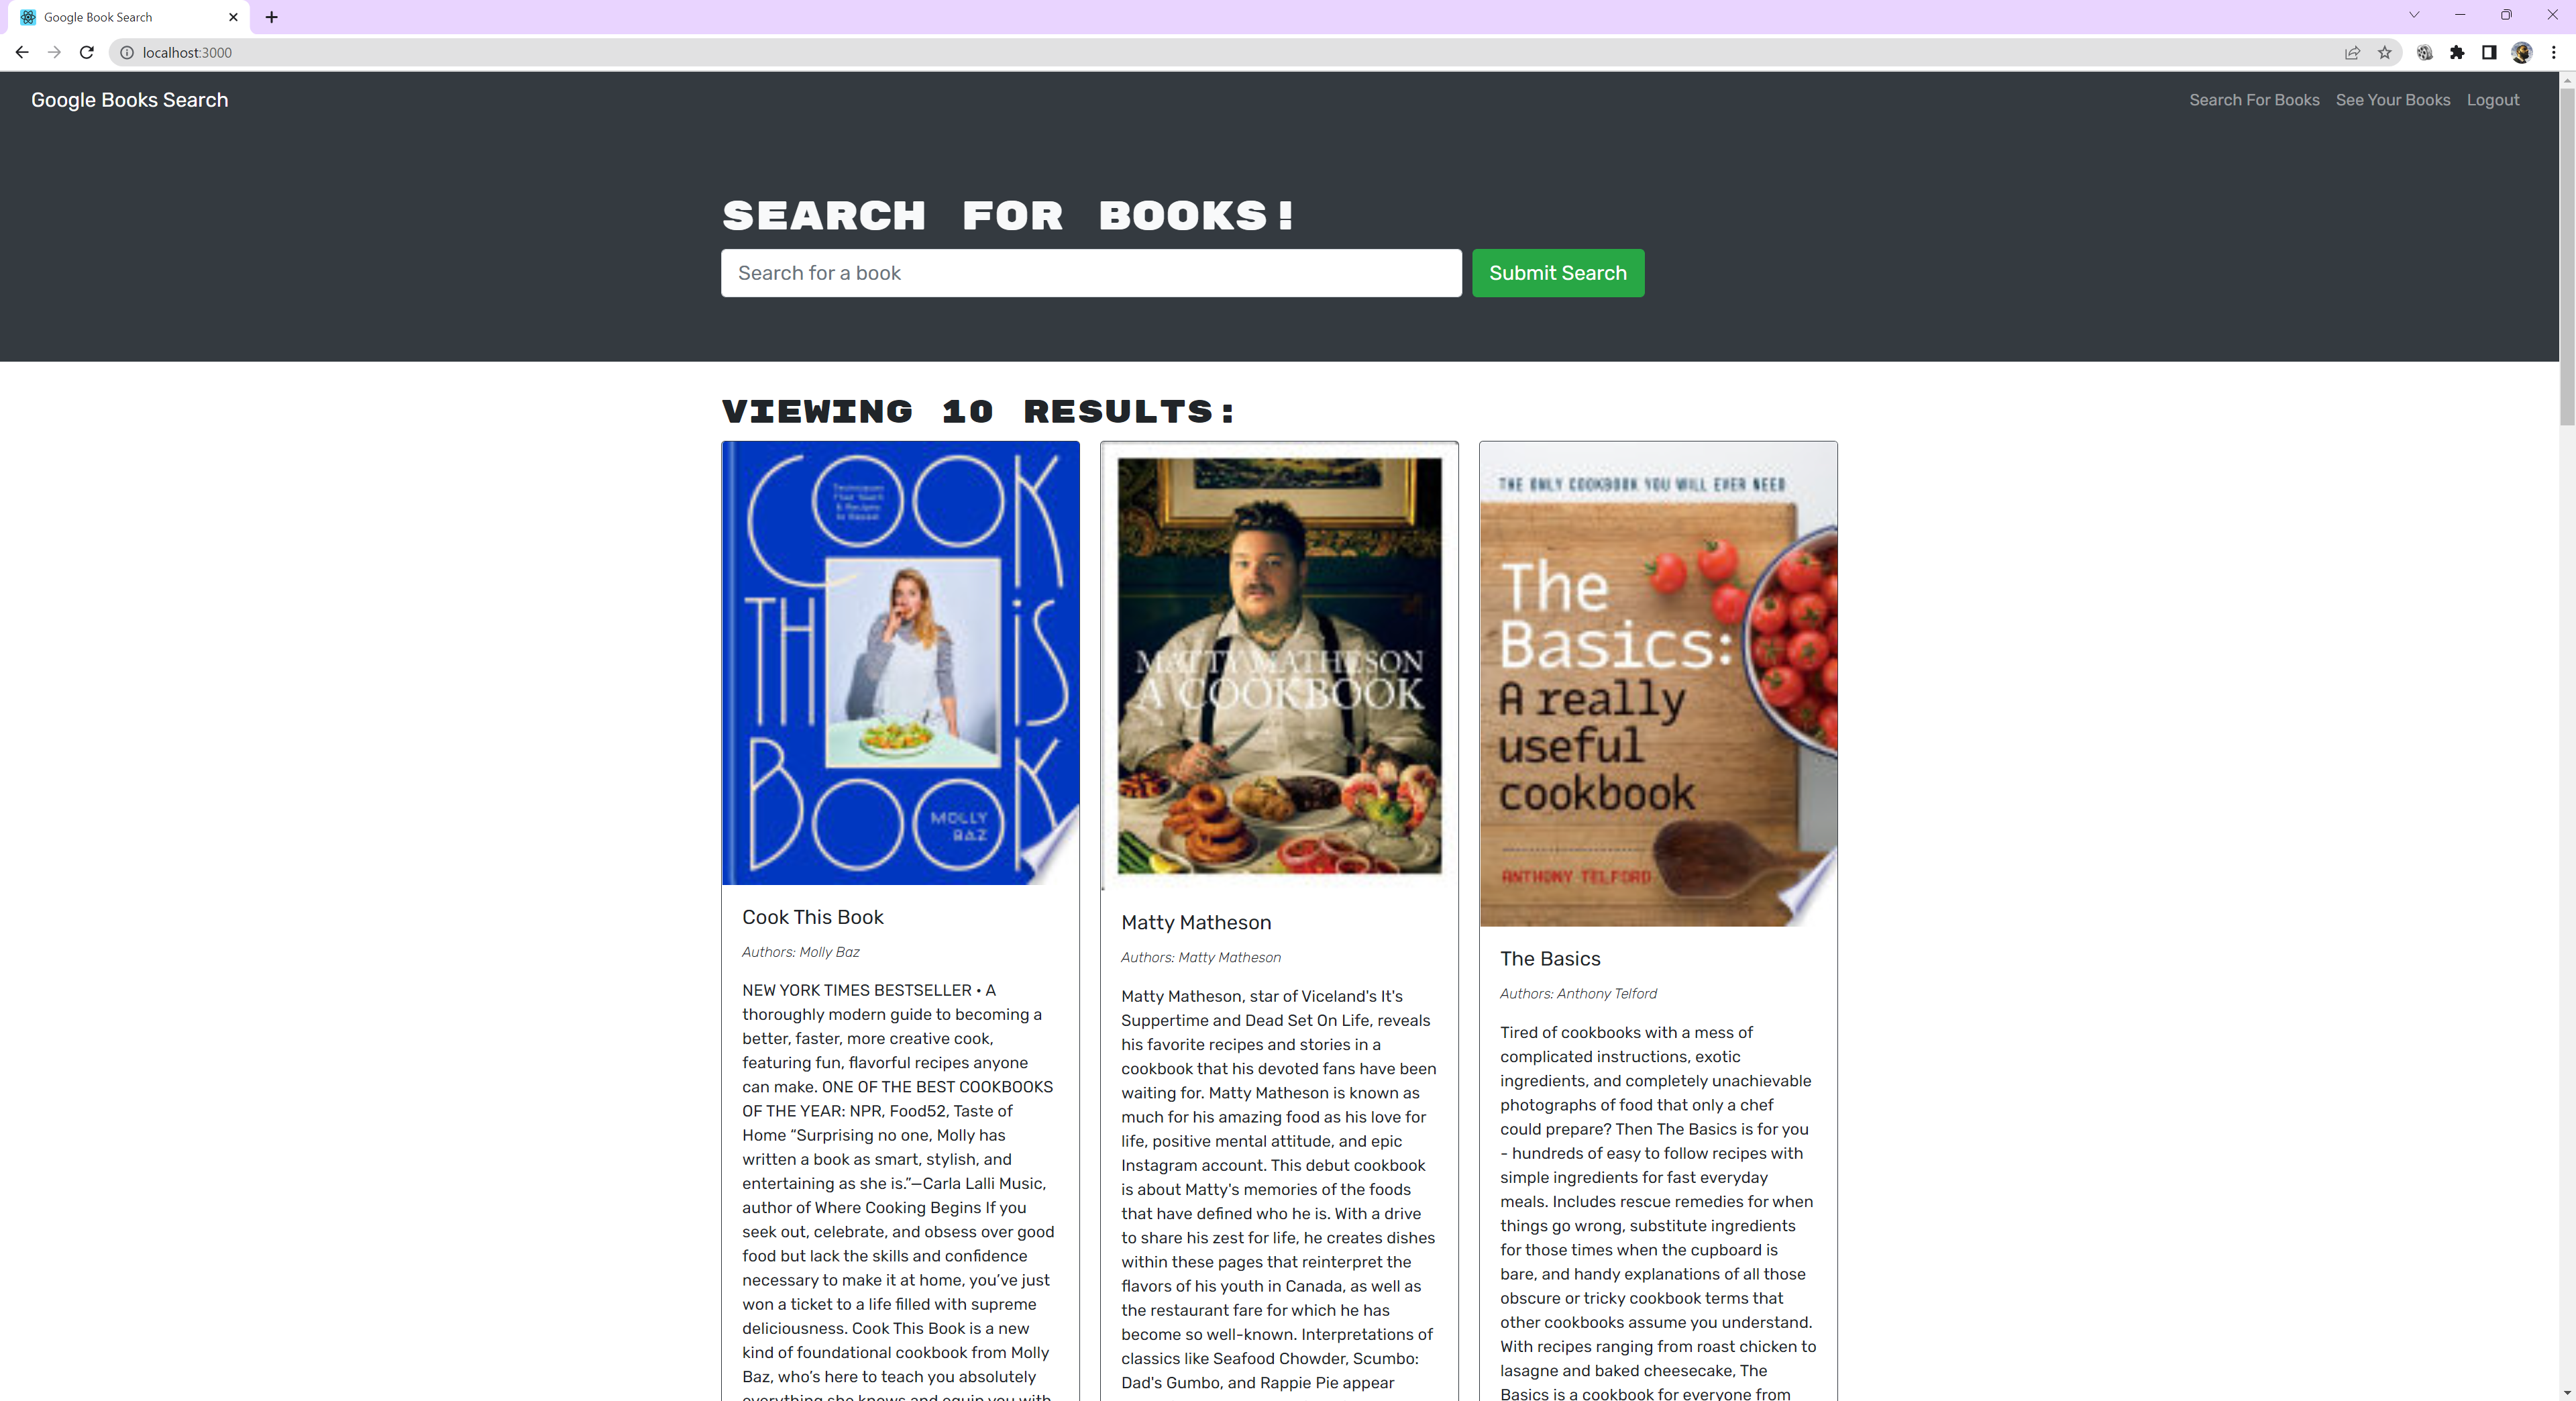 Google Book Search
localhost:3000
Google Books Search
Search For Books
See Your Books
Logout
SEARCH FOR BOOKS!
Search for a book
Submit Search
VIEWING 10 RESULTS:
COOK
Techniques
That Teach
& Recipes
to Repeat
THIS
BOOK
MOLLY
BAZ
Cook This Book
Authors: Molly Baz
NEW YORK TIMES BESTSELLER • A
thoroughly modern guide to becoming a
better, faster, more creative cook,
featuring fun, flavorful recipes anyone
can make. ONE OF THE BEST COOKBOOKS
OF THE YEAR: NPR, Food52, Taste of
Home “Surprising no one, Molly has
written a book as smart, stylish, and
entertaining as she is.”—Carla Lalli Music,
author of Where Cooking Begins If you
seek out, celebrate, and obsess over good
food but lack the skills and confidence
necessary to make it at home, you’ve just
won a ticket to a life filled with supreme
deliciousness. Cook This Book is a new
kind of foundational cookbook from Molly
Baz, who’s here to teach you absolutely
everything she knows and equip you with
MATTY MATHESON
A COOKBOOK
Matty Matheson
Authors: Matty Matheson
Matty Matheson, star of Viceland's It's
Suppertime and Dead Set On Life, reveals
his favorite recipes and stories in a
cookbook that his devoted fans have been
waiting for. Matty Matheson is known as
much for his amazing food as his love for
life, positive mental attitude, and epic
Instagram account. This debut cookbook
is about Matty's memories of the foods
that have defined who he is. With a drive
to share his zest for life, he creates dishes
within these pages that reinterpret the
flavors of his youth in Canada, as well as
the restaurant fare for which he has
become so well-known. Interpretations of
classics like Seafood Chowder, Scumbo:
Dad's Gumbo, and Rappie Pie appear
THE ONLY COOKBOOK YOU WILL EVER NEED
The
Basics:
A really
useful
cookbook
ANTHONY TELFORD
The Basics
Authors: Anthony Telford
Tired of cookbooks with a mess of
complicated instructions, exotic
ingredients, and completely unachievable
photographs of food that only a chef
could prepare? Then The Basics is for you
- hundreds of easy to follow recipes with
simple ingredients for fast everyday
meals. Includes rescue remedies for when
things go wrong, substitute ingredients
for those times when the cupboard is
bare, and handy explanations of all those
obscure or tricky cookbook terms that
other cookbooks assume you understand.
With recipes ranging from roast chicken to
lasagne and baked cheesecake, The
Basics is a cookbook for everyone from